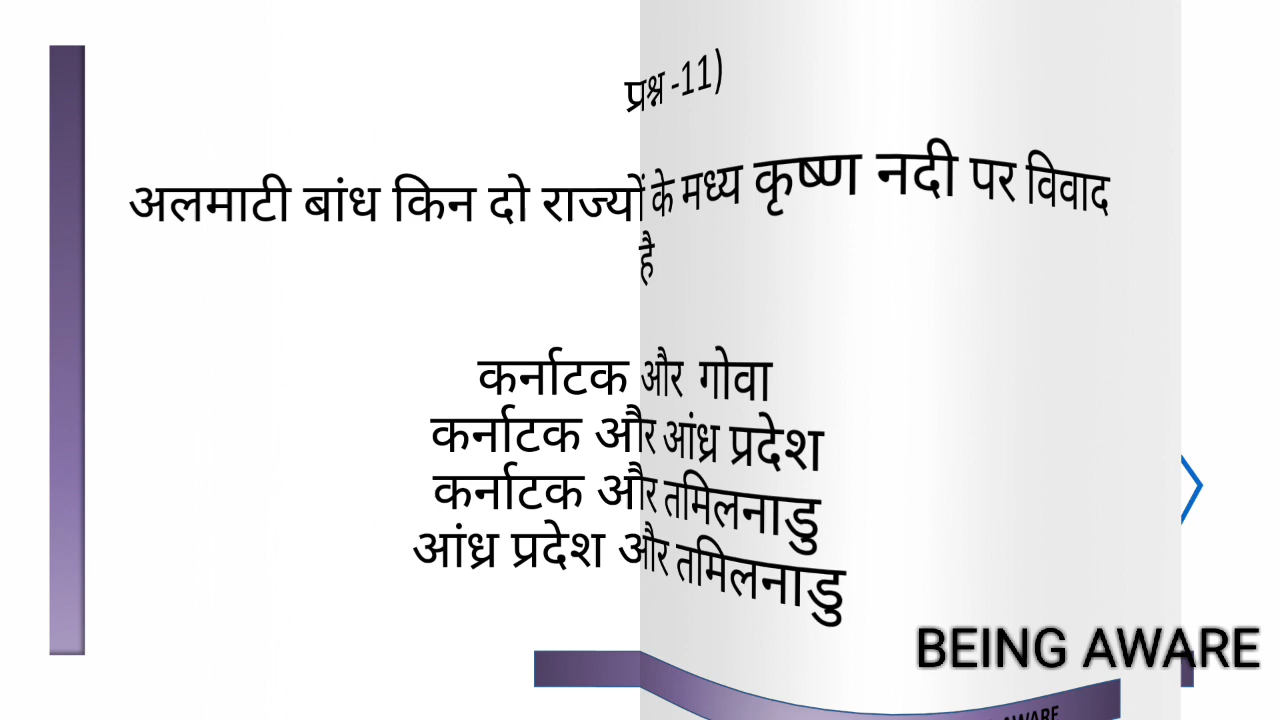 प्रश्न -11)
अलमाटी बांध किन दो राज्यों के मध्य कृष्ण नदी पर विवाद
है
कर्नाटक और गोवा
कर्नाटक और आंध्र प्रदेश
कर्नाटक और तमिलनाडु
आंध्र प्रदेश और तमिलनाडु
BEING AWARE
AWARE